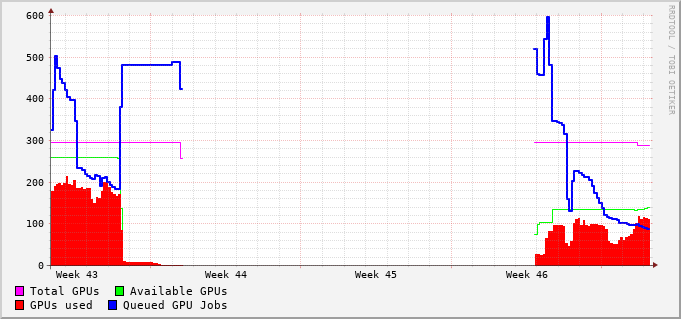 600
500
400
300
200
100
0
Week 43 Week 44 Week 45 Week 46
Total GPUs Available GPUs
GPUs used Queued GPU Jobs
RRDTOOL / TOBI OETIKER